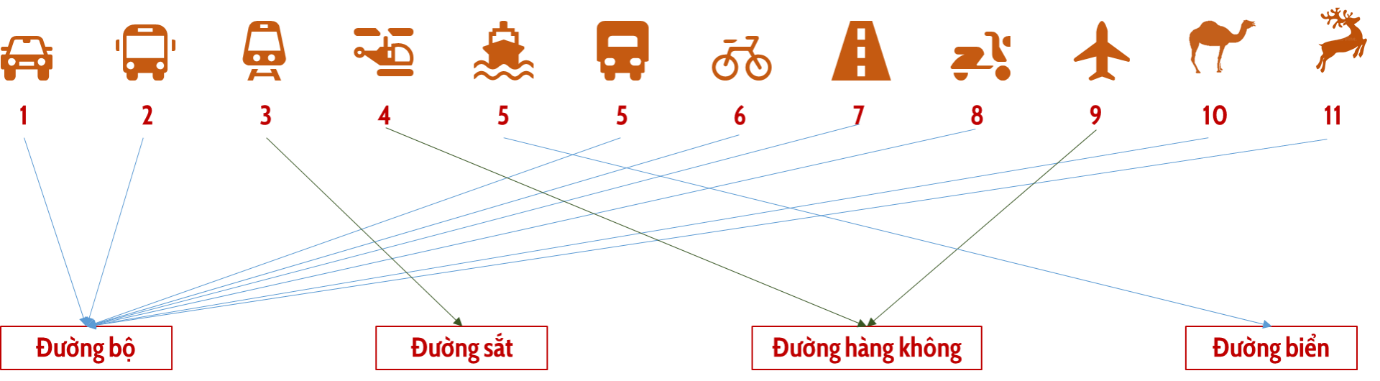 1 2 3 4 5 5 6 7 8 9 10 11
Đường bộ Đường sắt Đường hàng không Đường biển